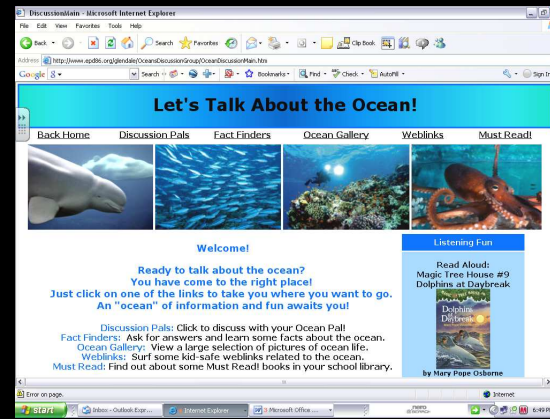 DiscussionMain - Microsoft Internet Explorer
File Edit View Favorites Tools Help
Back Search Favorites Clip Book
Address http://www.epd86.org/glendale/OceansDiscussionGroup/OceanDiscussionMain.htm
Google Search Bookmarks Find Check AutoFill Sign In
Let's Talk About the Ocean!
Back Home Discussion Pals Fact Finders Ocean Gallery Weblinks Must Read!
Listening Fun
Welcome!
Ready to talk about the ocean?
You have come to the right place!
Just click on one of the links to take you where you want to go.
An "ocean" of information and fun awaits you!
Discussion Pals: Click to discuss with your Ocean Pal!
Fact Finders: Ask for answers and learn some facts about the ocean.
Ocean Gallery: View a large selection of pictures of ocean life.
Weblinks: Surf some kid-safe weblinks related to the ocean.
Must Read: Find out about some Must Read! books in your school library.
Read Aloud:
Magic Tree House #9
Dolphins at Daybreak
Dolphins
at
Daybreak
by Mary Pope Osborne
Error on page. Internet
start Inbox - Outlook Expr... Internet Explorer 3 Microsoft Office ... 6:49 PM